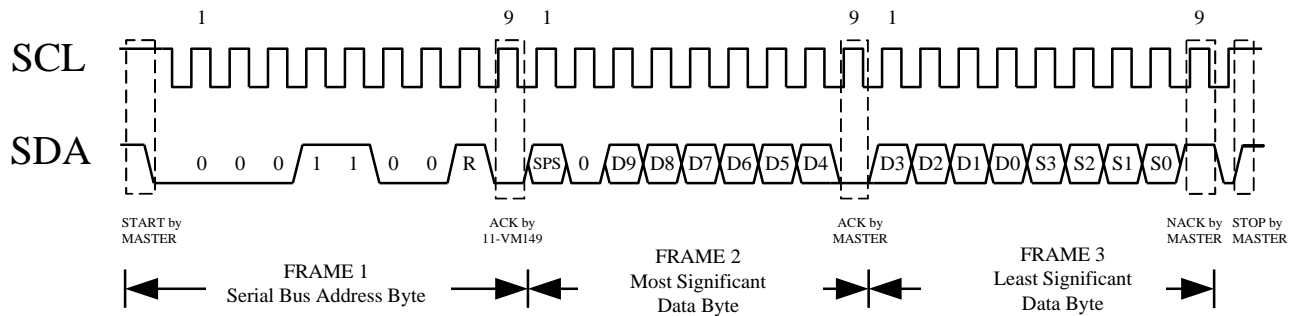 1 9 1 9 1 9
SCL
SDA
0 0 0 1 1 0 0 R SPS 0 D9 D8 D7 D6 D5 D4 D3 D2 D1 D0 S3 S2 S1 S0
START by
MASTER
ACK by
11-VM149
ACK by
MASTER
NACK by
MASTER
STOP by
MASTER
FRAME 1
Serial Bus Address Byte
FRAME 2
Most Significant
Data Byte
FRAME 3
Least Significant
Data Byte